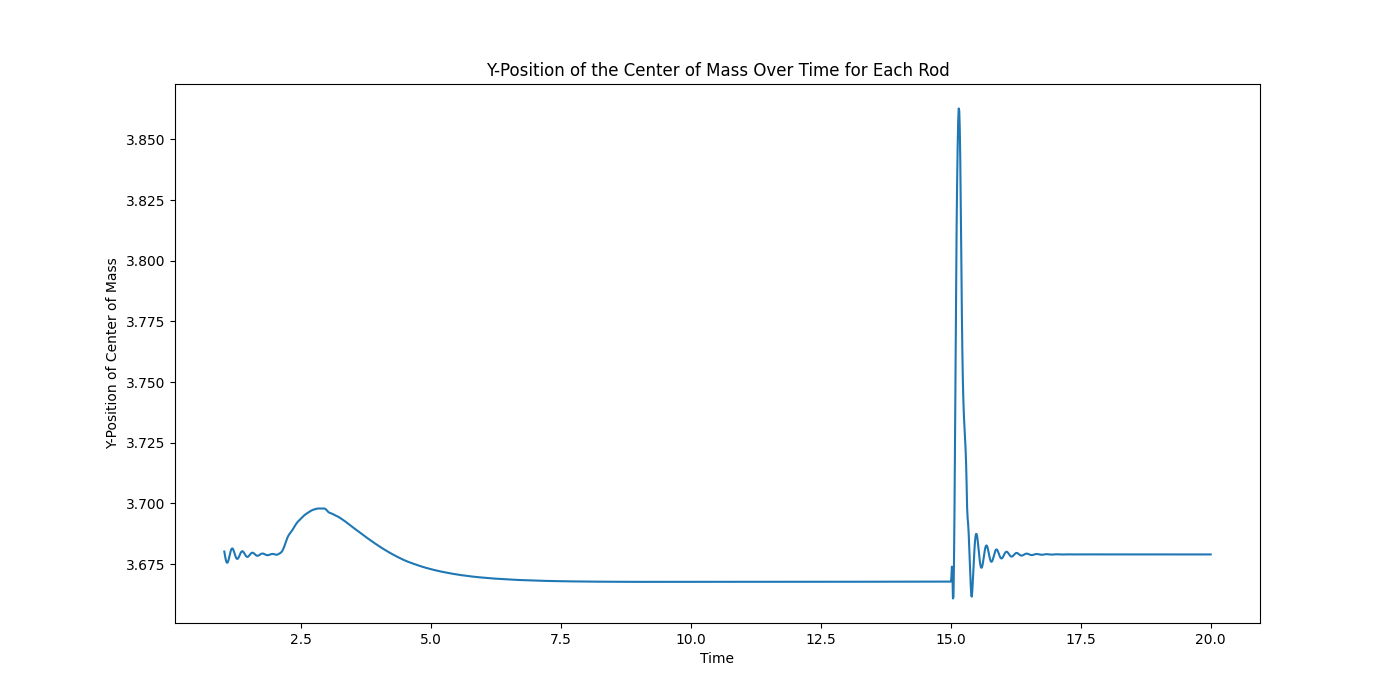 Y-Position of the Center of Mass Over Time for Each Rod
Y-Position of Center of Mass
3.850
3.825
3.800
3.775
3.750
3.725
3.700
3.675
2.5 5.0 7.5 10.0 12.5 15.0 17.5 20.0
Time